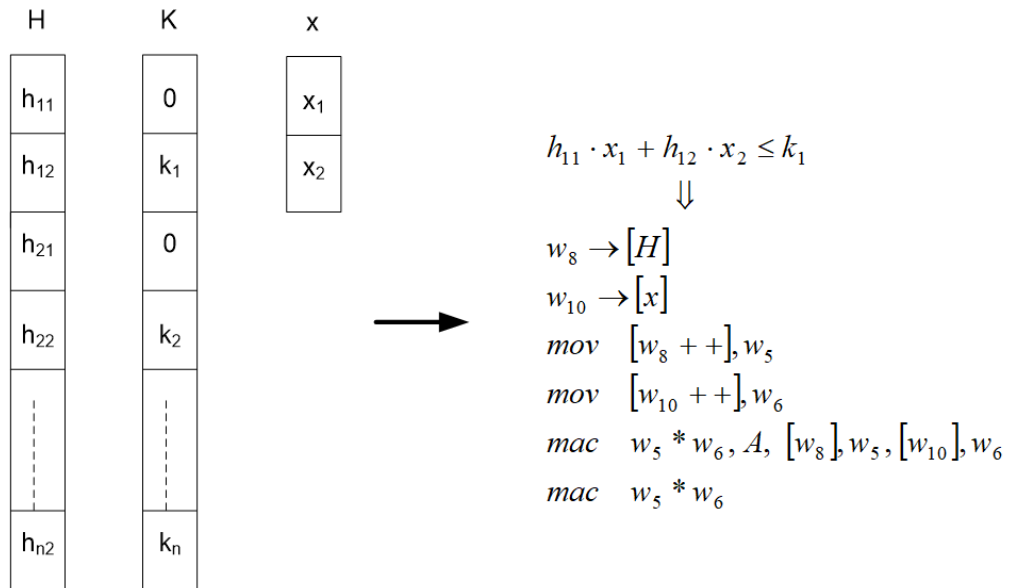 H K x
h₁₁ 0 x₁
h₁₂ k₁ x₂
h₂₁ 0
h₂₂ k₂
hₙ₂ kₙ
h₁₁ · x₁ + h₁₂ · x₂ ≤ k₁
⇓
w₈ → [H]
w₁₀ → [x]
mov [w₈ + +], w₅
mov [w₁₀ + +], w₆
mac w₅ * w₆, A, [w₈], w₅, [w₁₀], w₆
mac w₅ * w₆